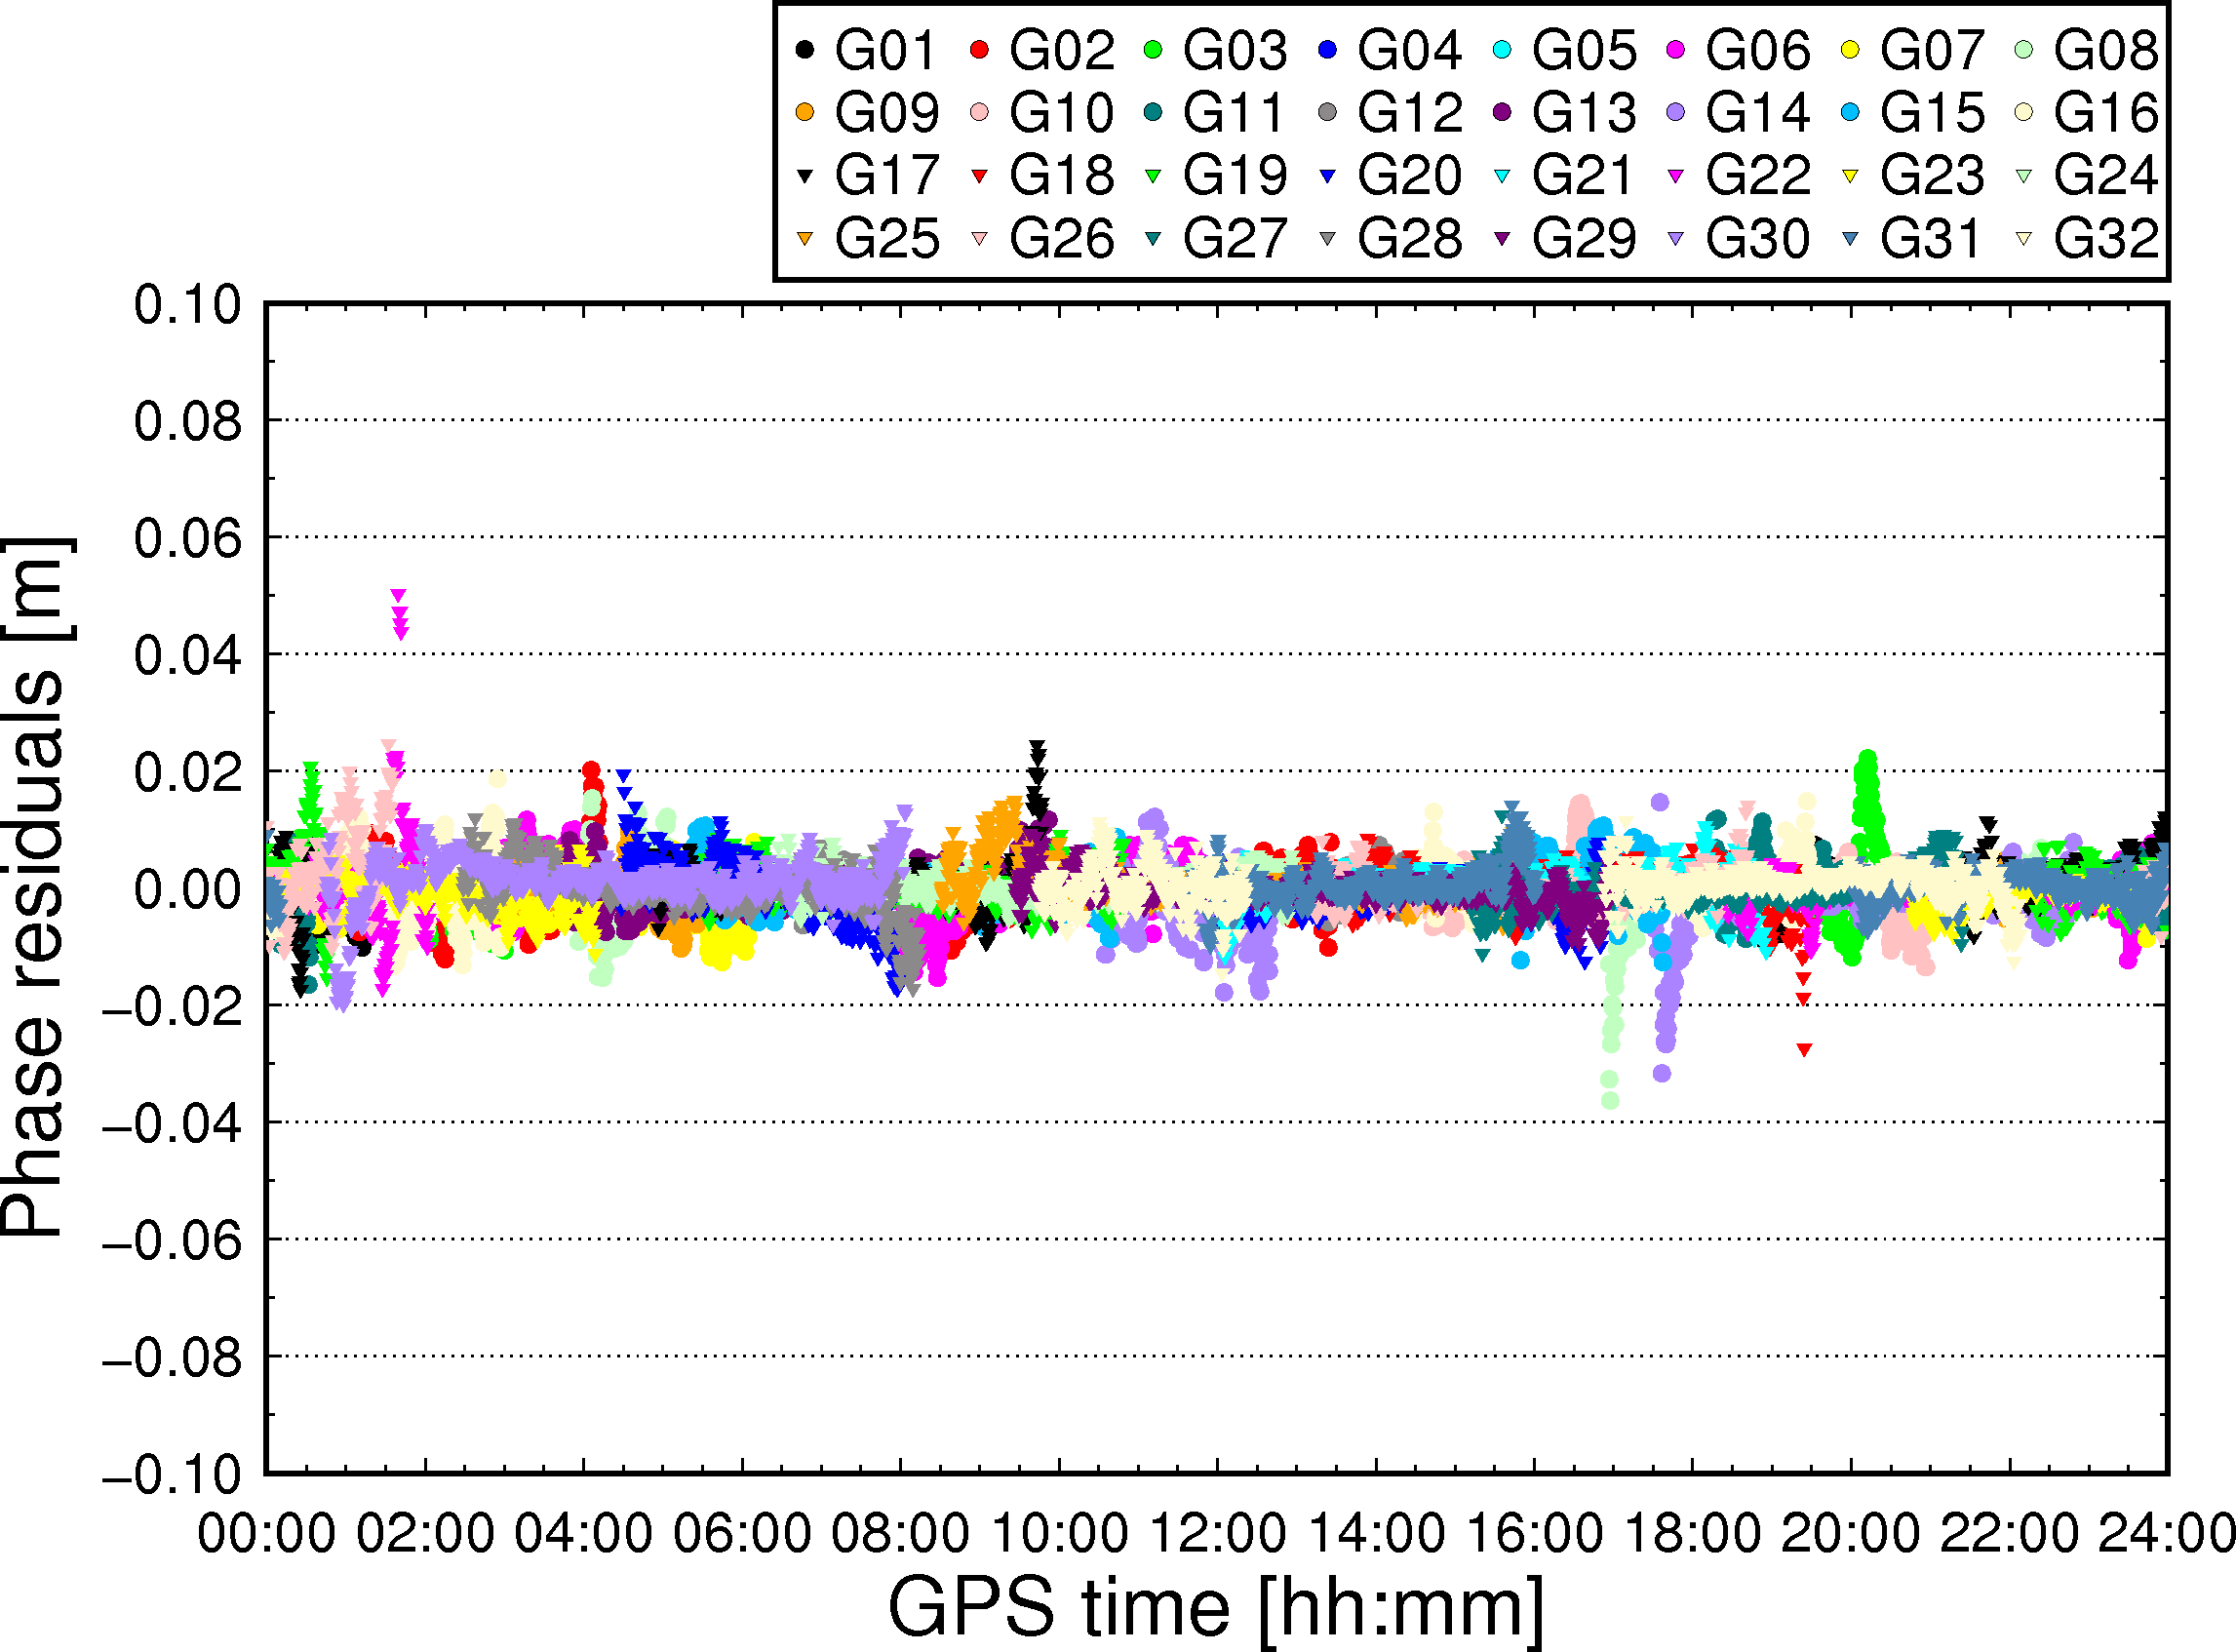 G01 G02 G03 G04 G05 G06 G07 G08
G09 G10 G11 G12 G13 G14 G15 G16
G17 G18 G19 G20 G21 G22 G23 G24
G25 G26 G27 G28 G29 G30 G31 G32
Phase residuals [m]
0.10
0.08
0.06
0.04
0.02
0.00
−0.02
−0.04
−0.06
−0.08
−0.10
00:00 02:00 04:00 06:00 08:00 10:00 12:00 14:00 16:00 18:00 20:00 22:00 24:00
GPS time [hh:mm]